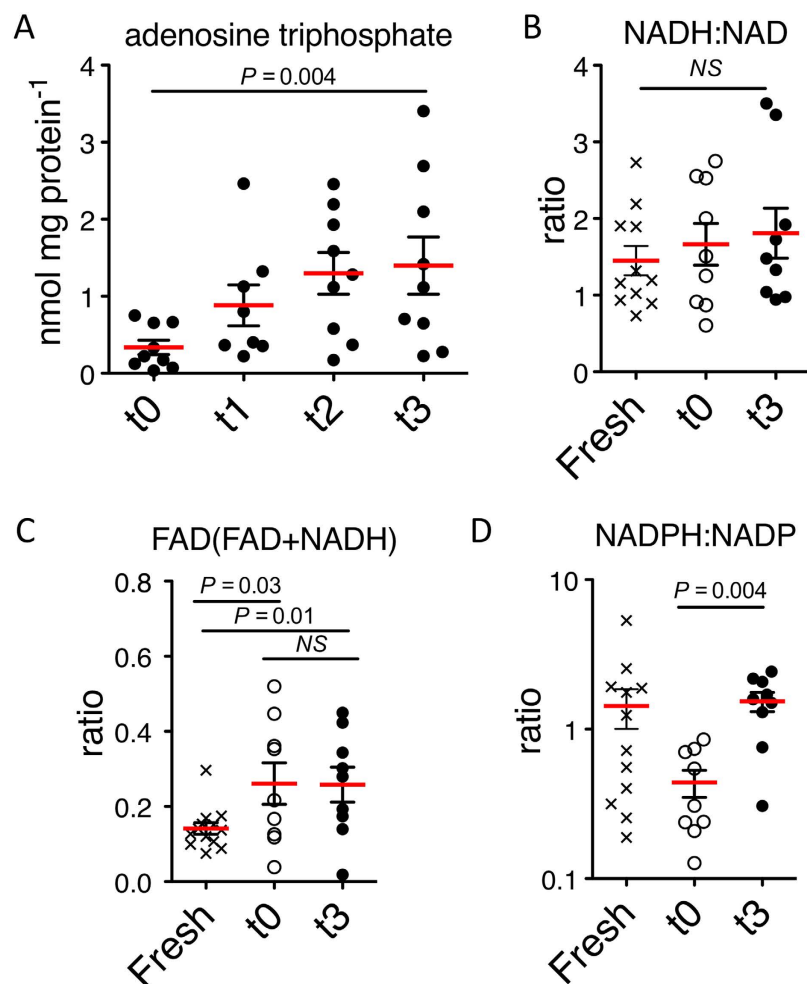 A
adenosine triphosphate
P = 0.004
nmol mg protein-1
4
3
2
1
0
t0
t1
t2
t3
B
NADH:NAD
NS
ratio
4
3
2
1
0
Fresh
t0
t3
C
FAD(FAD+NADH)
P = 0.03
P = 0.01
NS
ratio
0.8
0.6
0.4
0.2
0.0
Fresh
t0
t3
D
NADPH:NADP
P = 0.004
ratio
10
1
0.1
Fresh
t0
t3